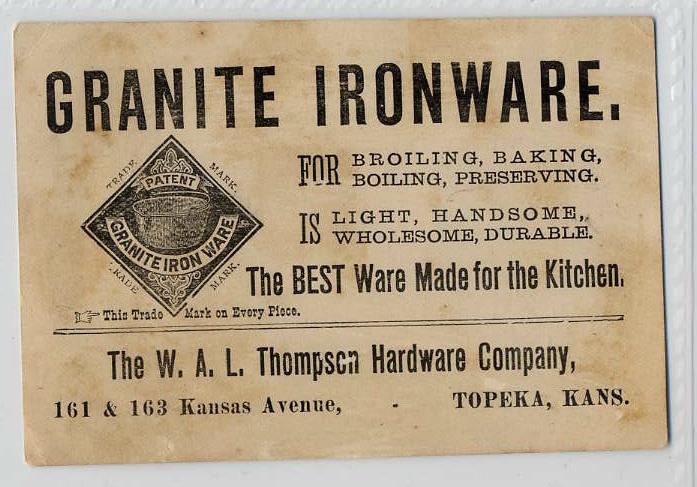 GRANITE IRONWARE.
FOR BROILING, BAKING,
BOILING, PRESERVING.
IS LIGHT, HANDSOME,
WHOLESOME, DURABLE.
The BEST Ware Made for the Kitchen.
TRADE MARK.
PATENT
GRANITE IRON WARE
TRADE MARK.
This Trade Mark on Every Piece.
The W. A. L. Thompson Hardware Company,
161 & 163 Kansas Avenue, - TOPEKA, KANS.